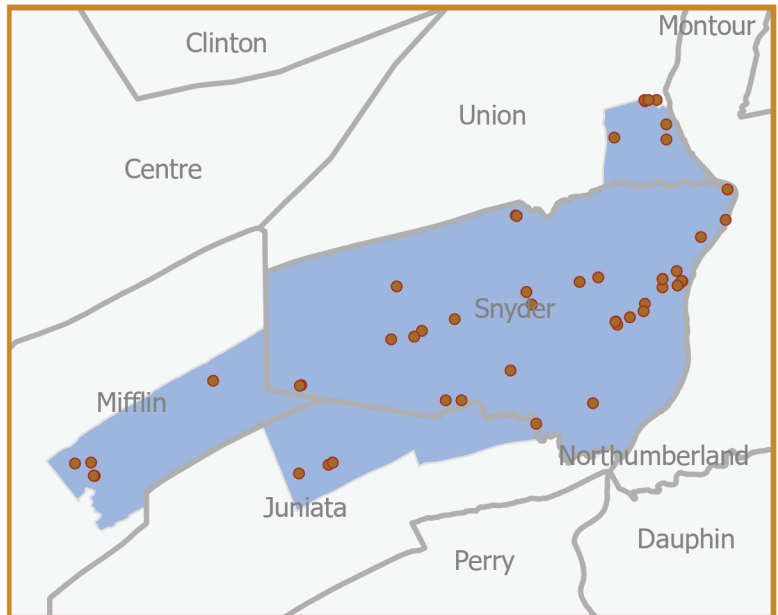 Montour
Clinton
Union
Centre
Snyder
Mifflin
Northumberland
Juniata
Dauphin
Perry